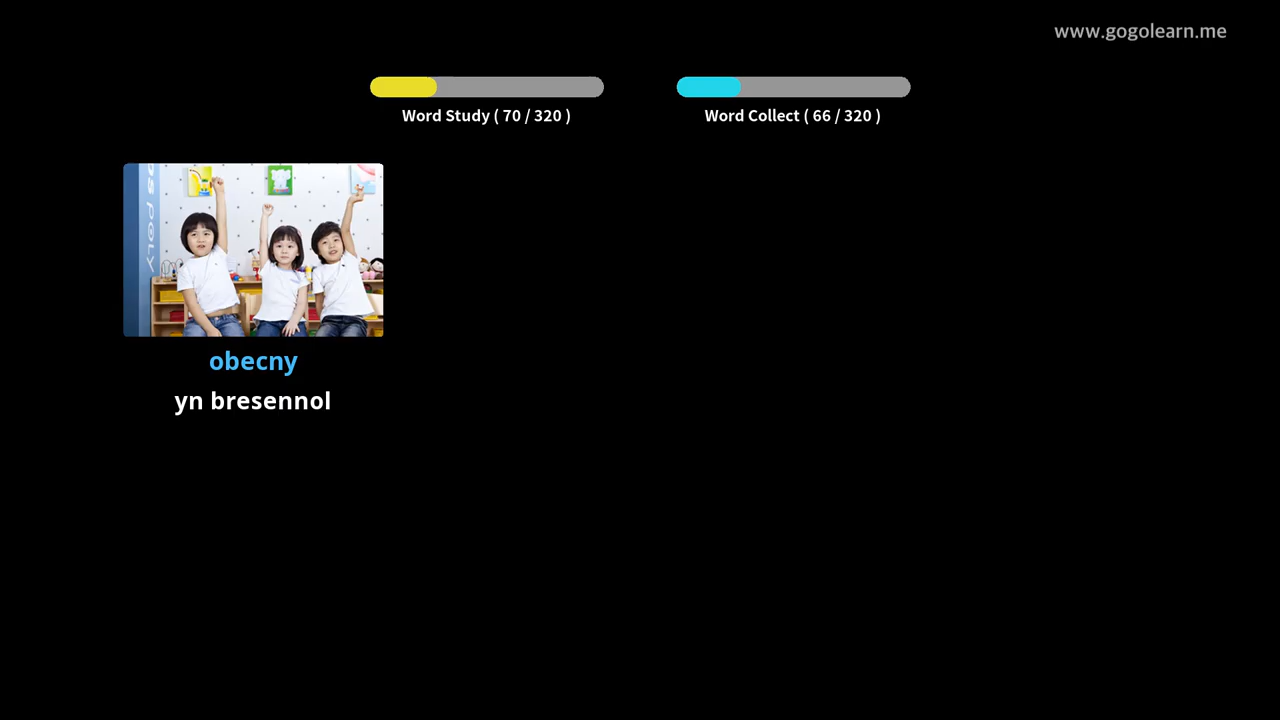 www.gogolearn.me
Word Study ( 70 / 320 )
Word Collect ( 66 / 320 )
obecny
yn bresennol